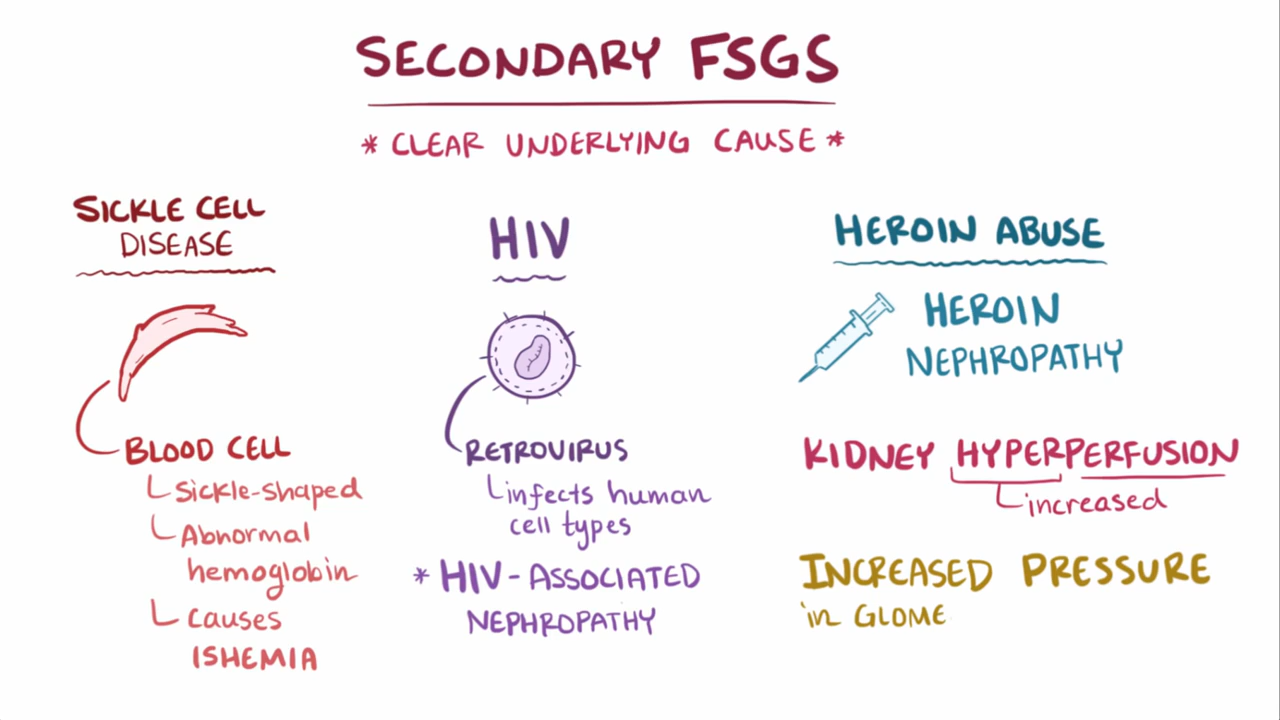 SECONDARY FSGS
* CLEAR UNDERLYING CAUSE *
SICKLE CELL
DISEASE
BLOOD CELL
Sickle-shaped
Abnormal
hemoglobin
causes
ISHEMIA
HIV
RETROVIRUS
infects human
cell types
* HIV-ASSOCIATED
NEPHROPATHY
HEROIN ABUSE
HEROIN
NEPHROPATHY
KIDNEY HYPERPERFUSION
increased
INCREASED PRESSURE
in GLOME